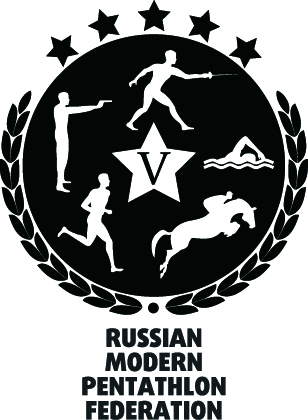 V
RUSSIAN
MODERN
PENTATHLON
FEDERATION